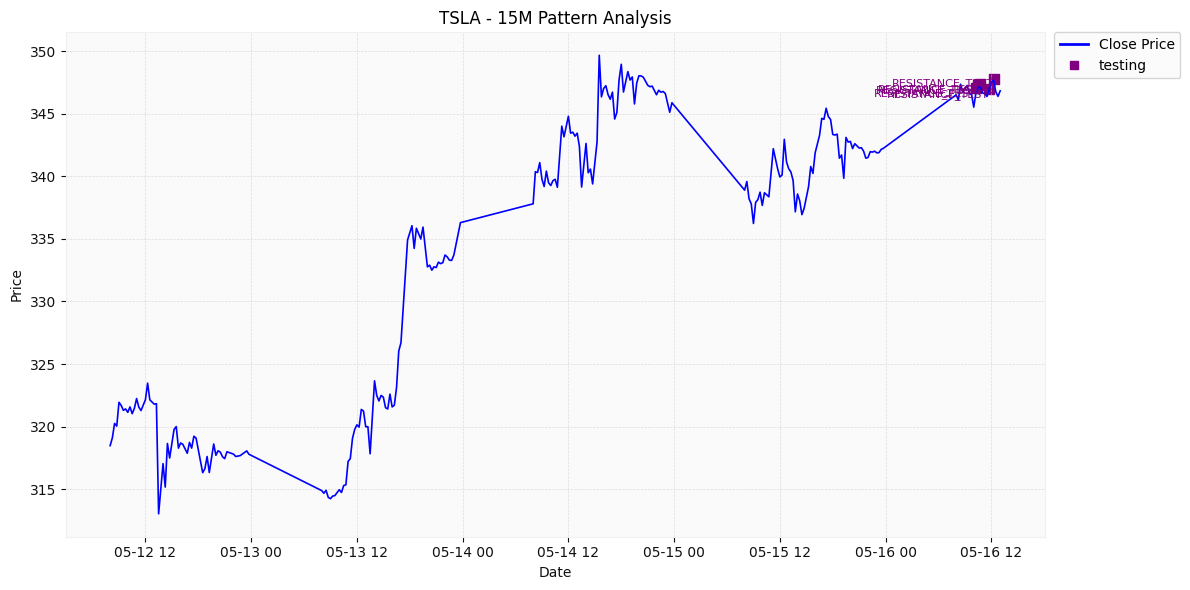 TSLA - 15M Pattern Analysis
Close Price
testing
RESISTANCE_TEST
350
345
340
335
330
325
320
315
Price
05-12 12
05-13 00
05-13 12
05-14 00
05-14 12
05-15 00
05-15 12
05-16 00
05-16 12
Date